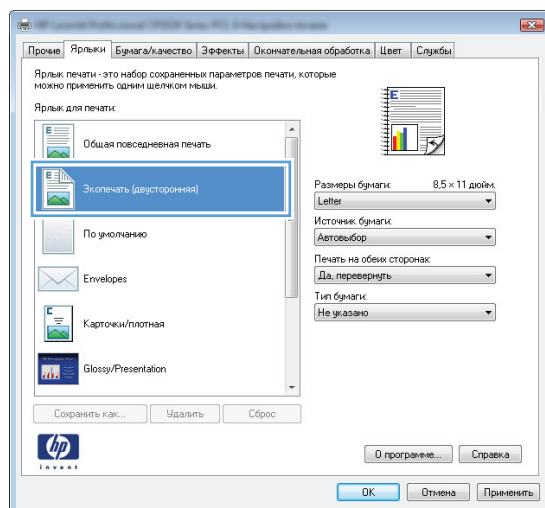 Прочие Ярлыки Бумага/качество Эффекты Окончательная обработка Цвет Службы
Ярлык печати - это набор сохраненных параметров печати, которые
можно применить одним щелчком мыши.
Ярлык для печати:
Общая повседневная печать
Экопечать (двусторонняя)
По умолчанию
Envelopes
Карточки/плотная
Glossy/Presentation
Размеры бумаги: 8,5 × 11 дюйм.
Letter
Источник бумаги:
Автовыбор
Печать на обеих сторонах:
Да, перевернуть
Тип бумаги:
Не указано
Сохранить как... Удалить Сброс
hp
invent
О программе... Справка
OK Отмена Применить